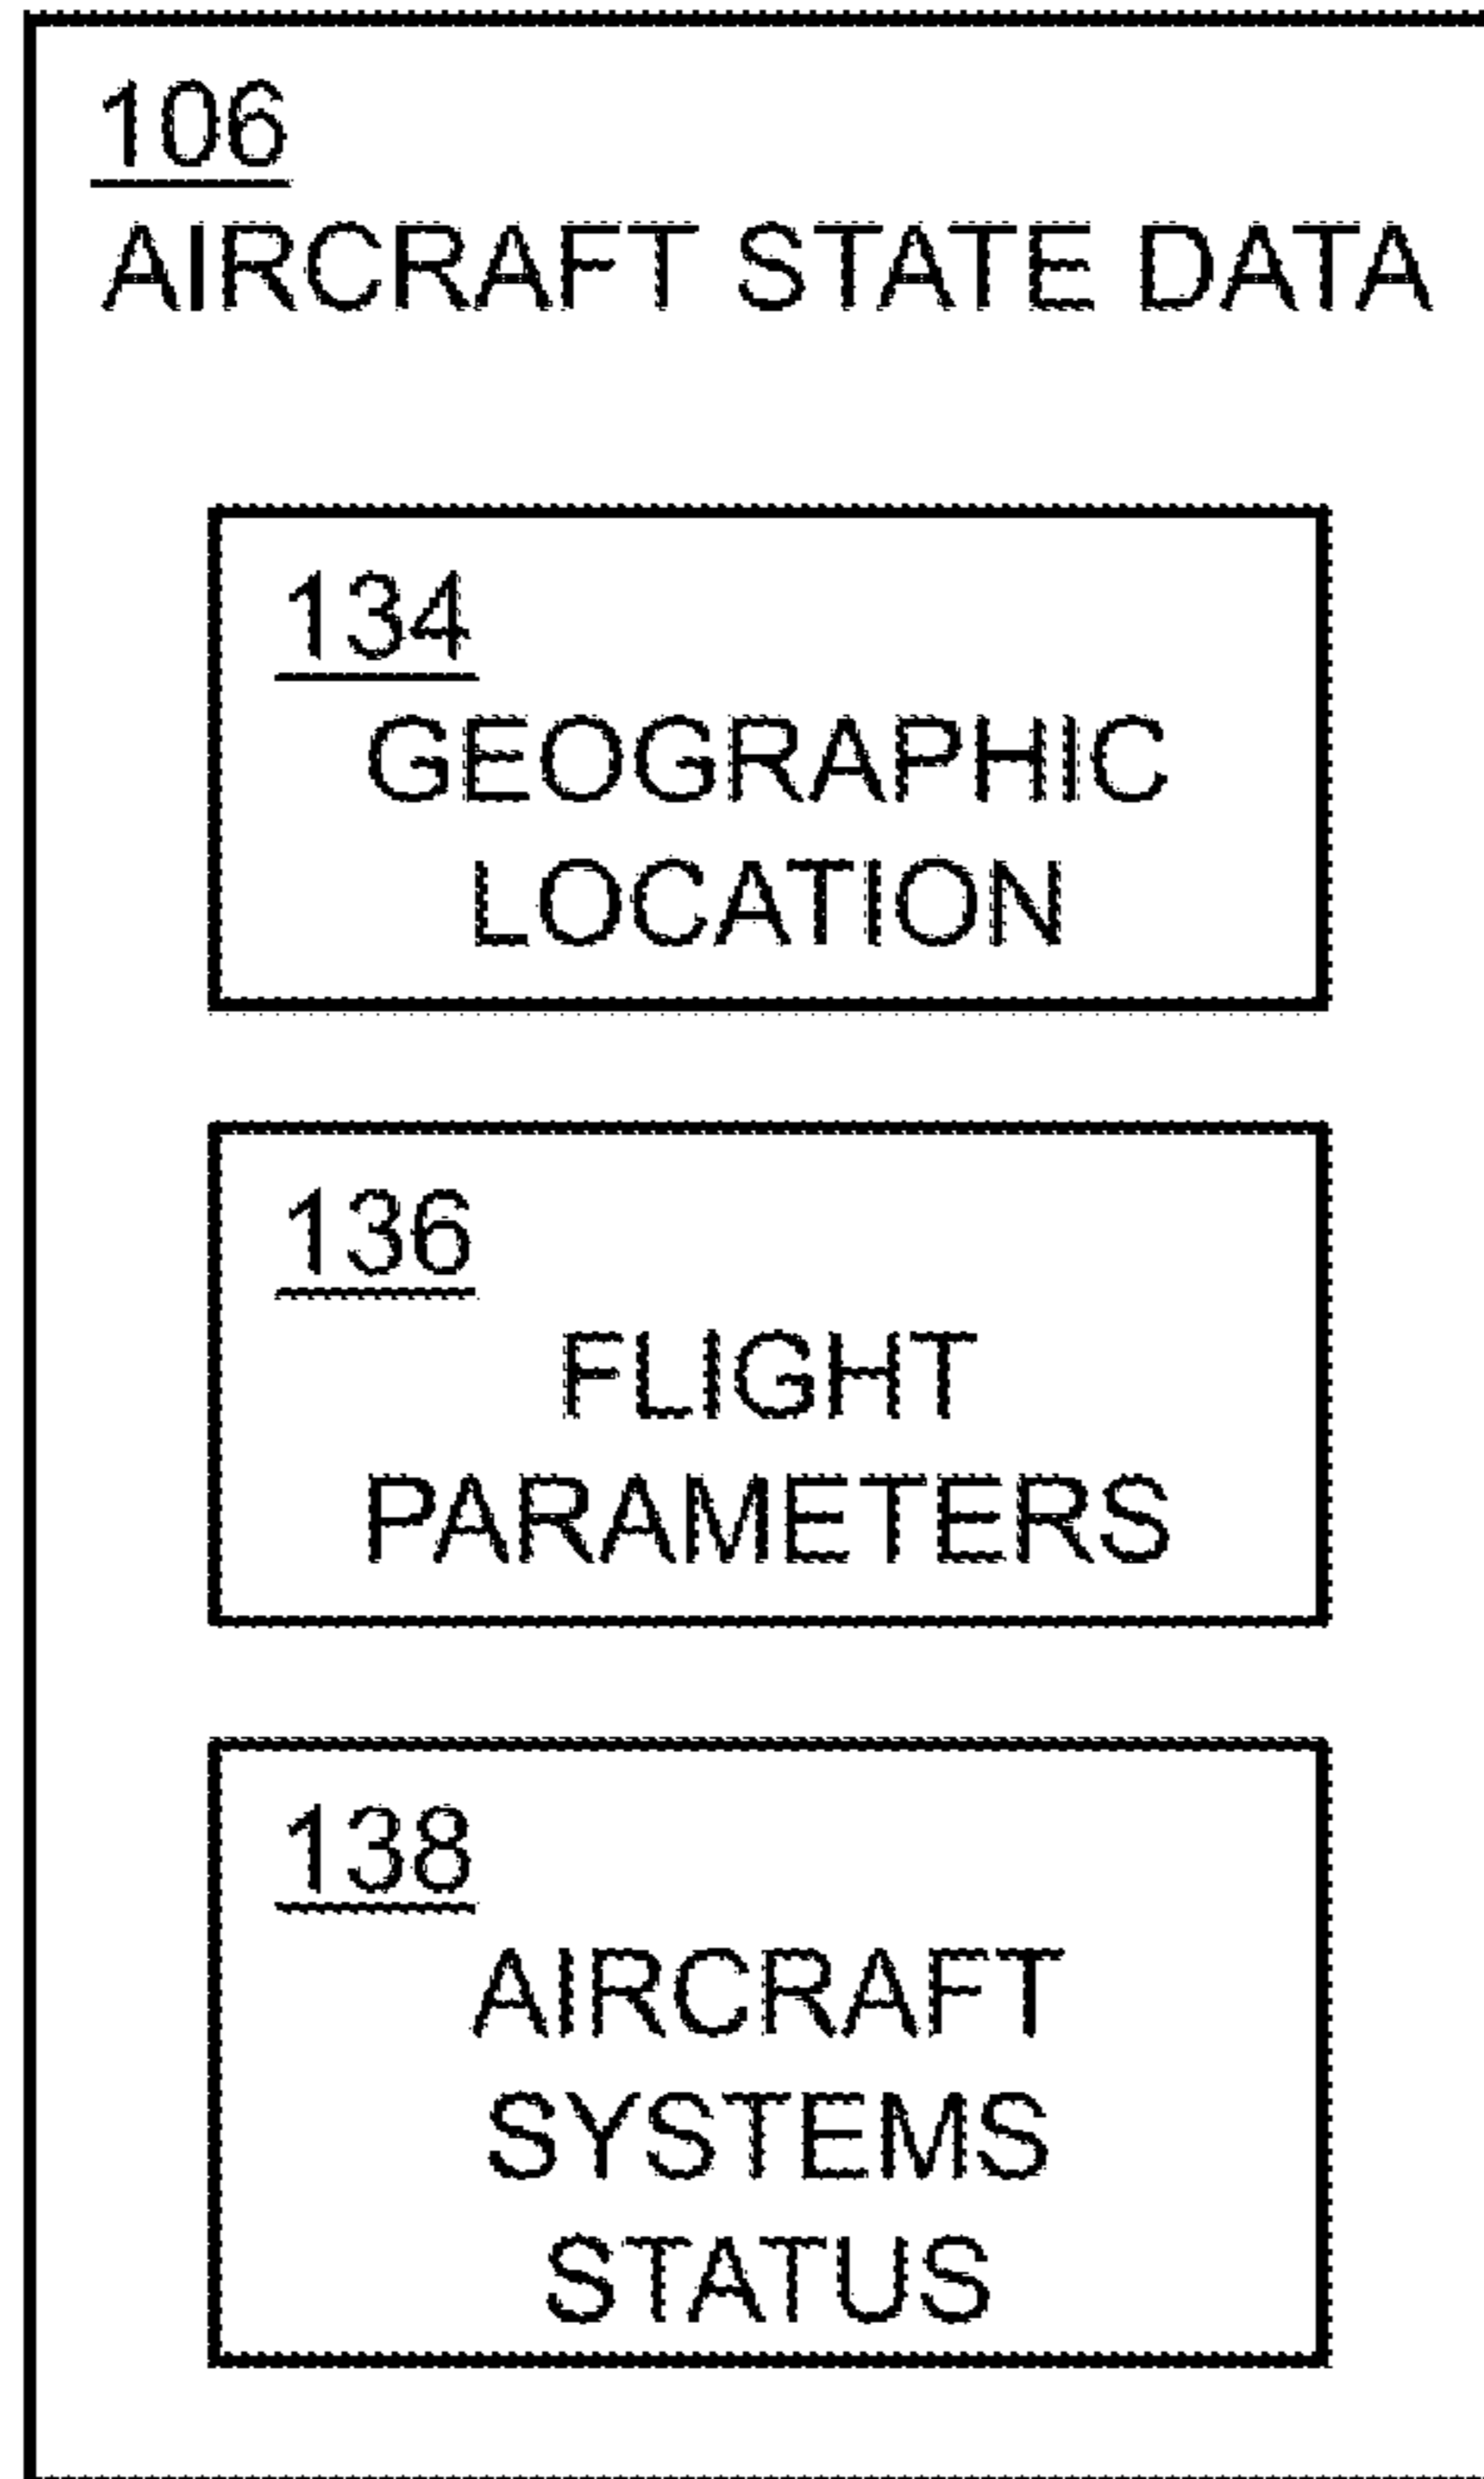 106
AIRCRAFT STATE DATA
134
GEOGRAPHIC
LOCATION
136
FLIGHT
PARAMETERS
138
AIRCRAFT
SYSTEMS
STATUS